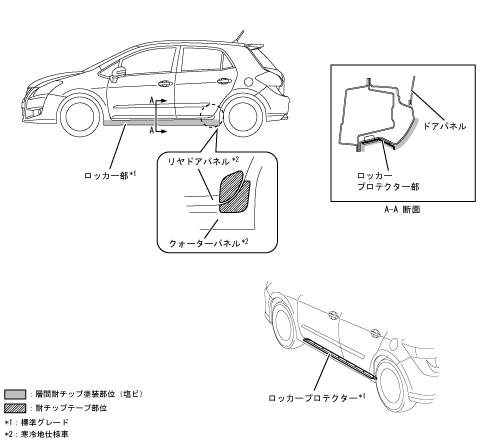 A
A
ロッカー部*1
リヤドアパネル*2
クォーターパネル*2
ドアパネル
ロッカー
プロテクター部
A-A 断面
ロッカープロテクター*1
：層間耐チップ塗装部位（塩ビ）
：耐チップテープ部位
*1：標準グレード
*2：寒冷地仕様車